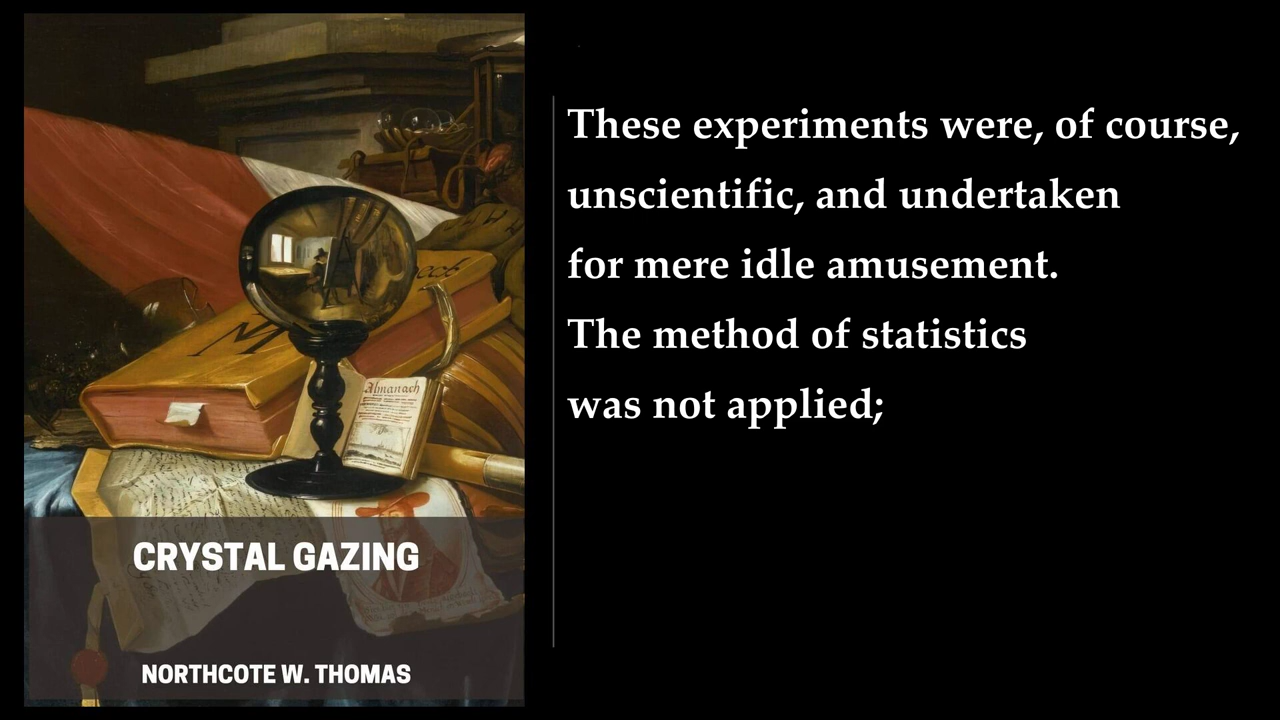 These experiments were, of course,
unscientific, and undertaken
for mere idle amusement.
The method of statistics
was not applied;
M
Almanach
CRYSTAL GAZING
NORTHCOTE W. THOMAS